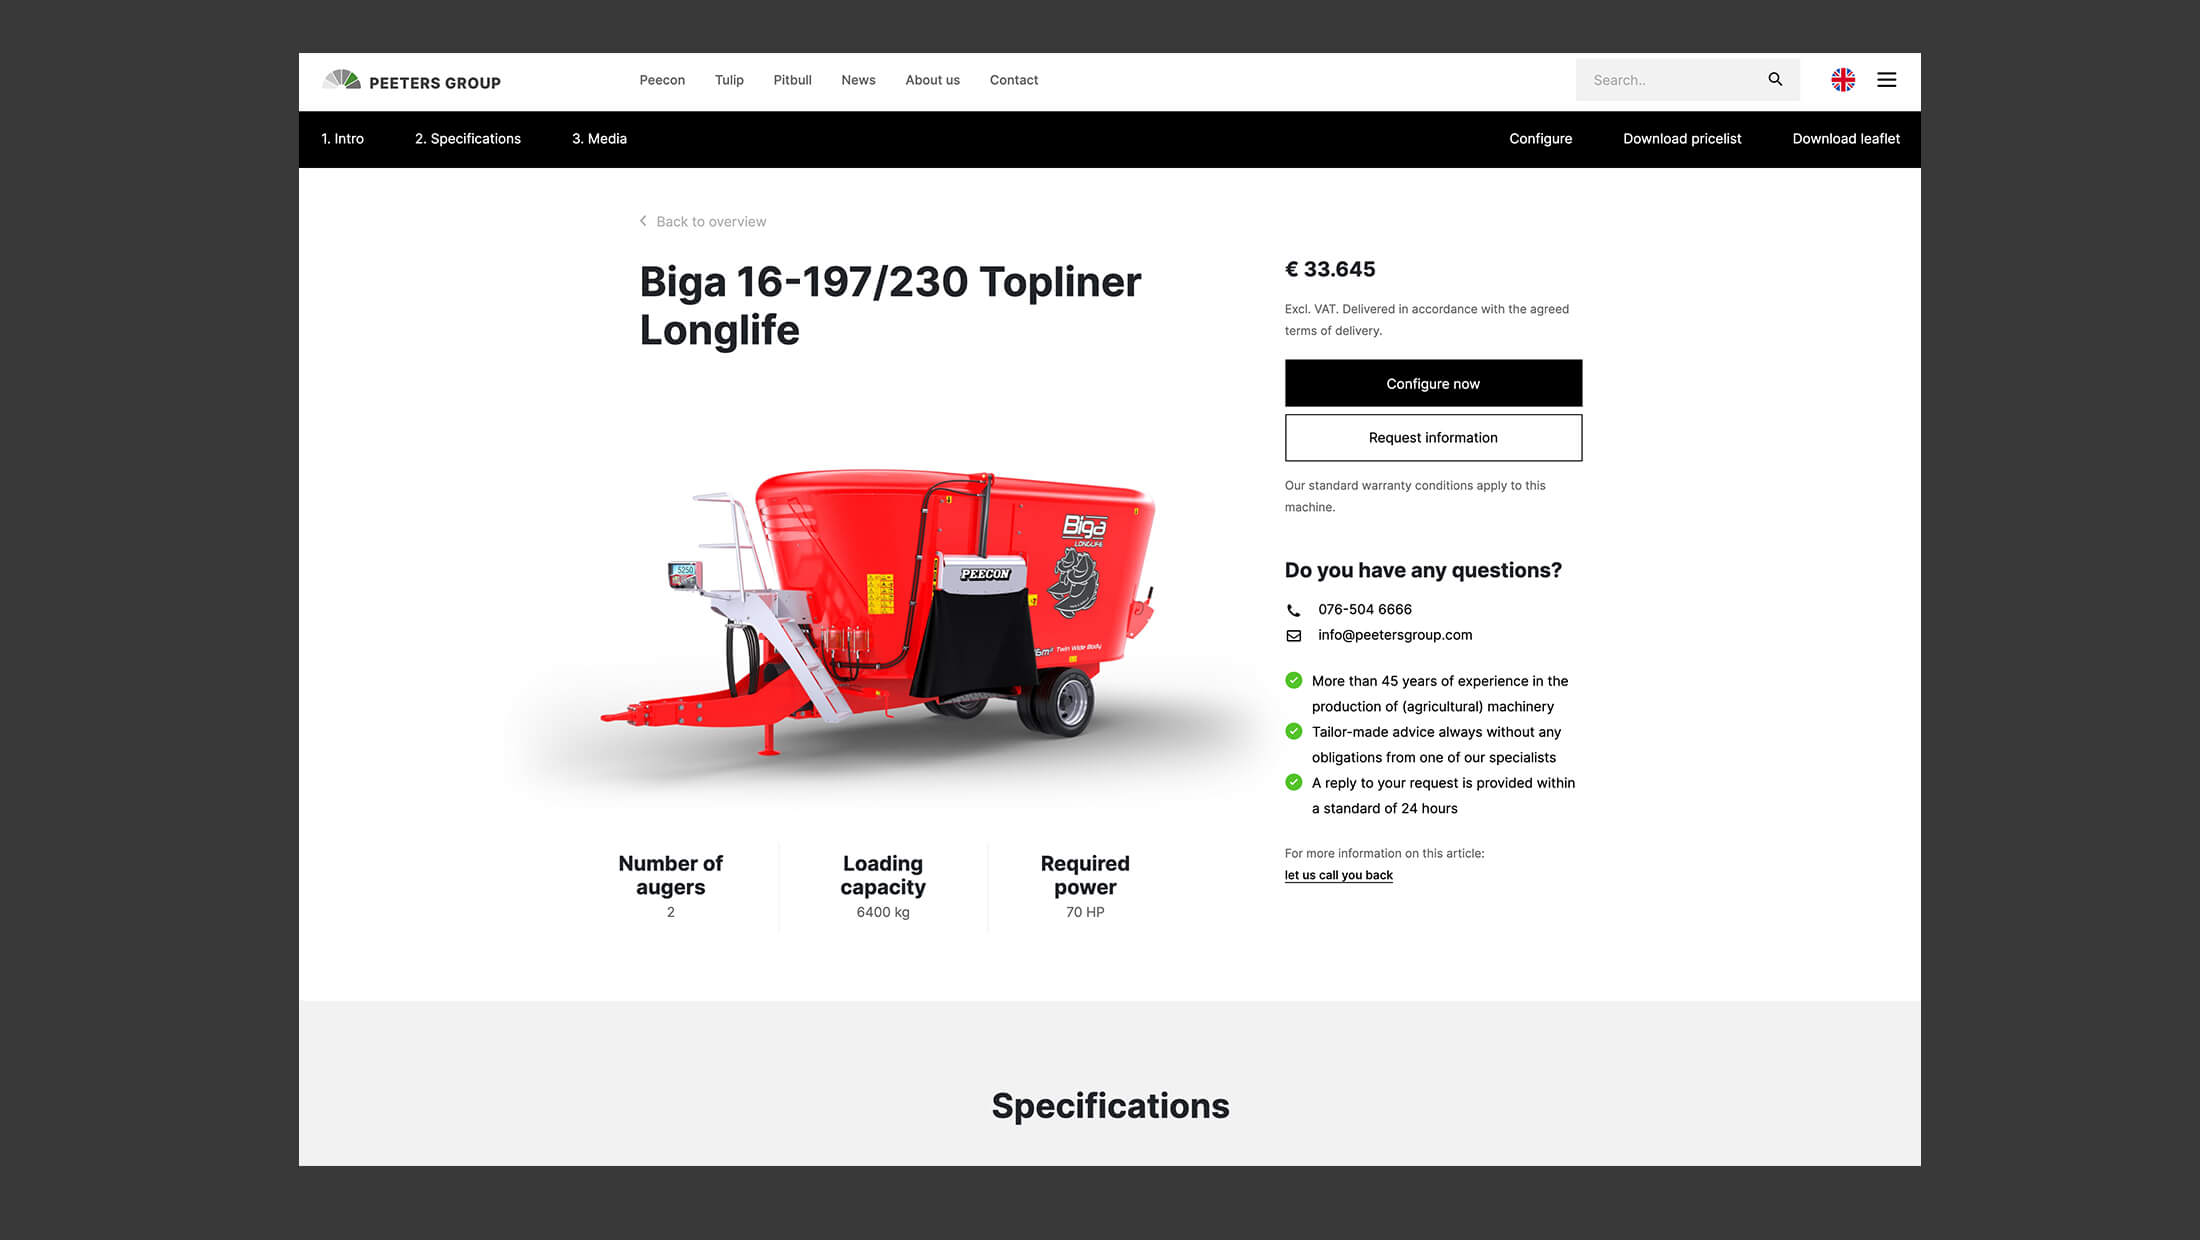 PEETERS GROUP
Peecon
Tulip
Pitbull
News
About us
Contact
Search..
1. Intro
2. Specifications
3. Media
Configure
Download pricelist
Download leaflet
Back to overview
Biga 16-197/230 Topliner
Longlife
€ 33.645
Excl. VAT. Delivered in accordance with the agreed
terms of delivery.
Configure now
Request information
Our standard warranty conditions apply to this
machine.
Do you have any questions?
076-504 6666
info@peetersgroup.com
More than 45 years of experience in the
production of (agricultural) machinery
Tailor-made advice always without any
obligations from one of our specialists
A reply to your request is provided within
a standard of 24 hours
For more information on this article:
let us call you back
Biga
LONGLIFE
5250
PEECON
Twin Wide Body
Number of
augers
2
Loading
capacity
6400 kg
Required
power
70 HP
Specifications